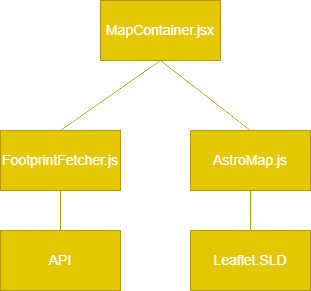 MapContainer.jsx
FootprintFetcher.js
AstroMap.js
API
Leaflet.SLD